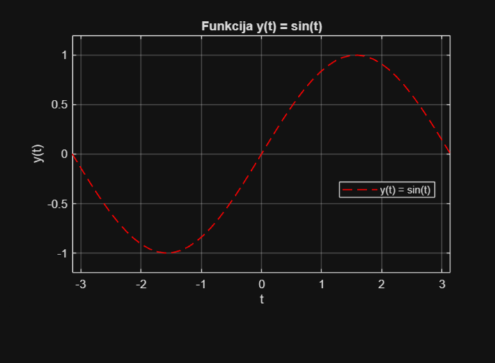 Funkcija y(t) = sin(t)
1
0.5
0
-0.5
-1
y(t)
y(t) = sin(t)
-3 -2 -1 0 1 2 3
t